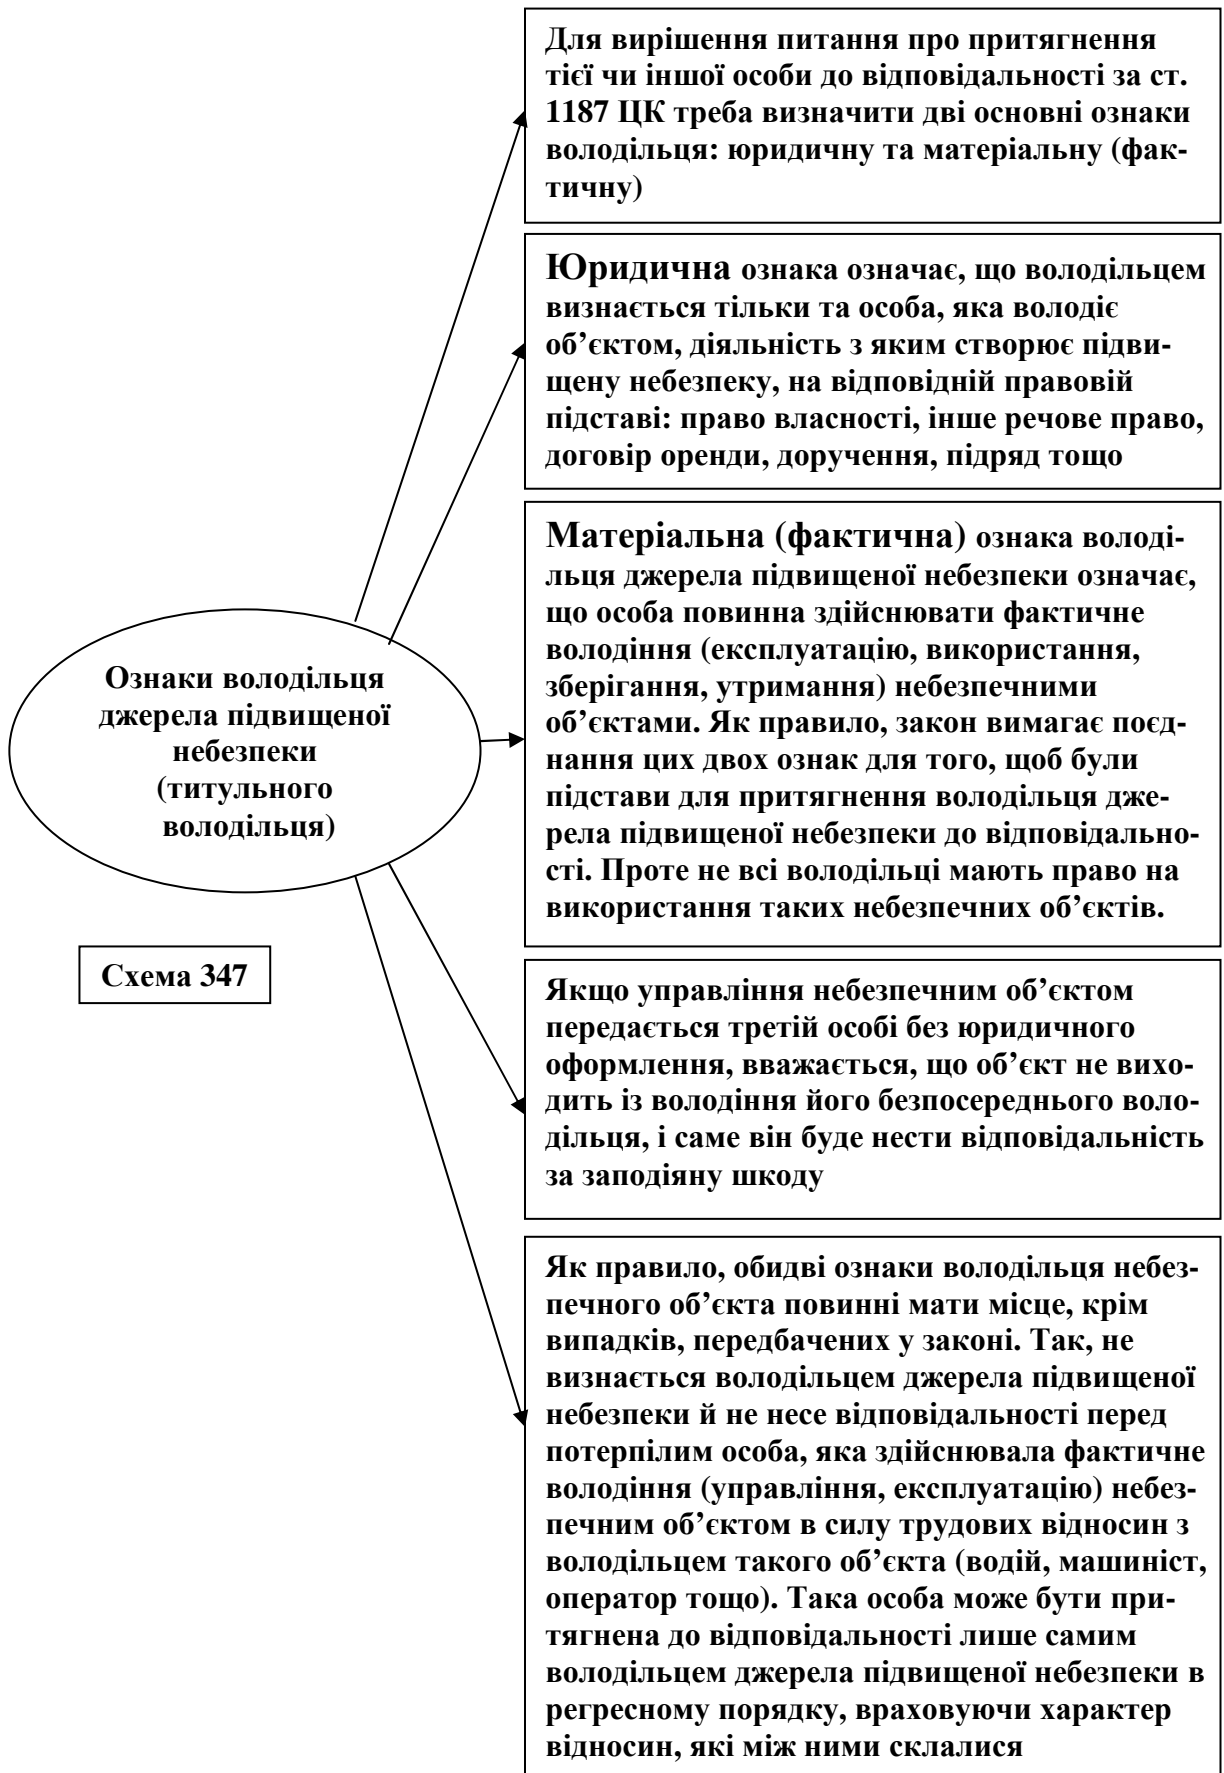 Для вирішення питання про притягнення
тієї чи іншої особи до відповідальності за ст.
1187 ЦК треба визначити дві основні ознаки
володільця: юридичну та матеріальну (фак-
тичну)
Юридична ознака означає, що володільцем
визнається тільки та особа, яка володіє
об’єктом, діяльність з яким створює підви-
щену небезпеку, на відповідній правовій
підставі: право власності, інше речове право,
договір оренди, доручення, підряд тощо
Матеріальна (фактична) ознака володі-
льця джерела підвищеної небезпеки означає,
що особа повинна здійснювати фактичне
володіння (експлуатацію, використання,
зберігання, утримання) небезпечними
об’єктами. Як правило, закон вимагає поєд-
нання цих двох ознак для того, щоб були
підстави для притягнення володільця дже-
рела підвищеної небезпеки до відповідально-
сті. Проте не всі володільці мають право на
використання таких небезпечних об’єктів.
Ознаки володільця
джерела підвищеної
небезпеки
(титульного
володільця)
Схема 347
Якщо управління небезпечним об’єктом
передається третій особі без юридичного
оформлення, вважається, що об’єкт не вихо-
дить із володіння його безпосереднього воло-
дільця, і саме він буде нести відповідальність
за заподіяну шкоду
Як правило, обидві ознаки володільця небез-
печного об’єкта повинні мати місце, крім
випадків, передбачених у законі. Так, не
визнається володільцем джерела підвищеної
небезпеки й не несе відповідальності перед
потерпілим особа, яка здійснювала фактичне
володіння (управління, експлуатацію) небез-
печним об’єктом в силу трудових відносин з
володільцем такого об’єкта (водій, машиніст,
оператор тощо). Така особа може бути при-
тягнена до відповідальності лише самим
володільцем джерела підвищеної небезпеки в
регресному порядку, враховуючи характер
відносин, які між ними склалися